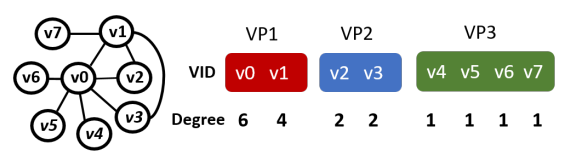 v7 v1
v6 v0 v2
v5 v4 v3
VP1 VP2 VP3
VID v0 v1 v2 v3 v4 v5 v6 v7
Degree 6 4 2 2 1 1 1 1